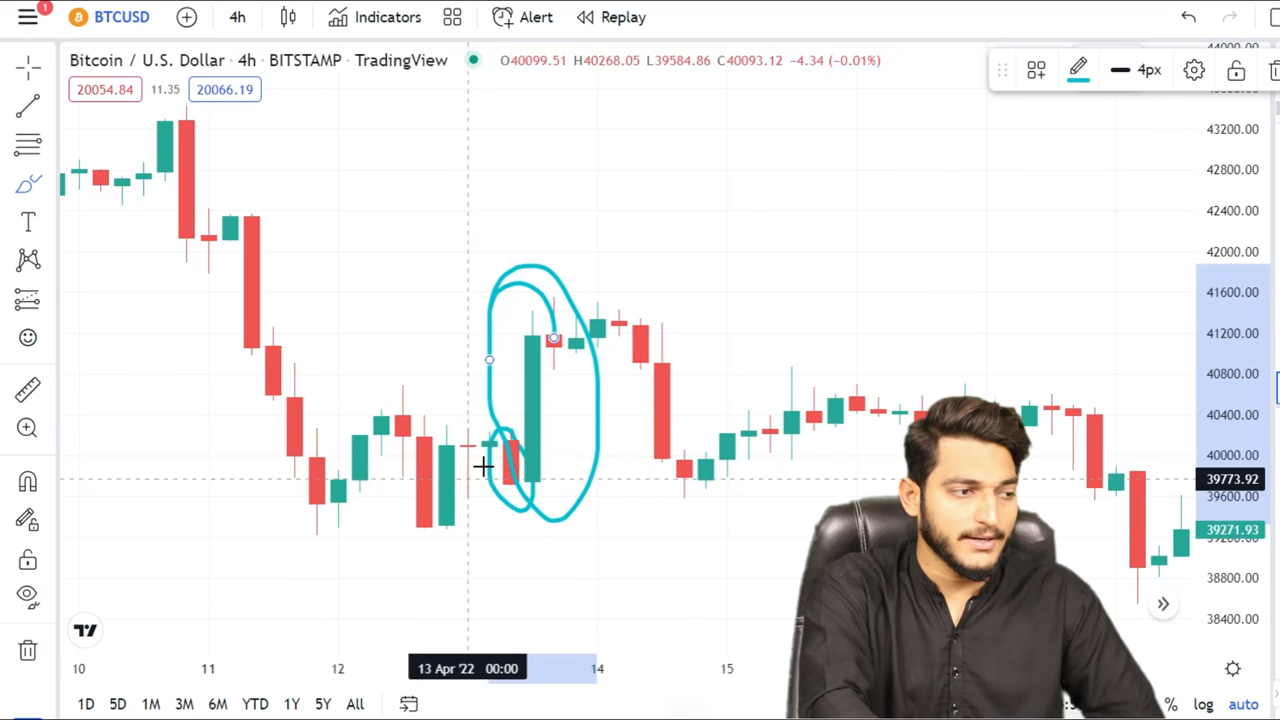 1
BTCUSD
4h
Indicators
Alert
Replay
Bitcoin / U.S. Dollar · 4h · BITSTAMP · TradingView
O40099.51 H40268.05 L39584.86 C40093.12 −4.34 (−0.01%)
20054.84
11.35
20066.19
4px
T
43200.00
42800.00
42400.00
42000.00
41600.00
41200.00
40800.00
40400.00
40000.00
39773.92
39600.00
39271.93
38800.00
38400.00
10
11
12
13 Apr '22 00:00
14
15
1D
5D
1M
3M
6M
YTD
1Y
5Y
All
%
log
auto